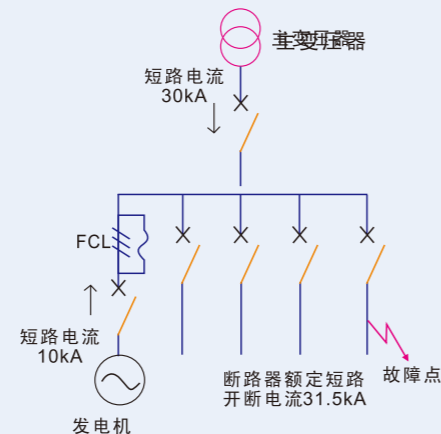 主变压器
短路电流
30kA
FCL
短路电流
10kA
断路器额定短路
开断电流31.5kA
故障点
发电机